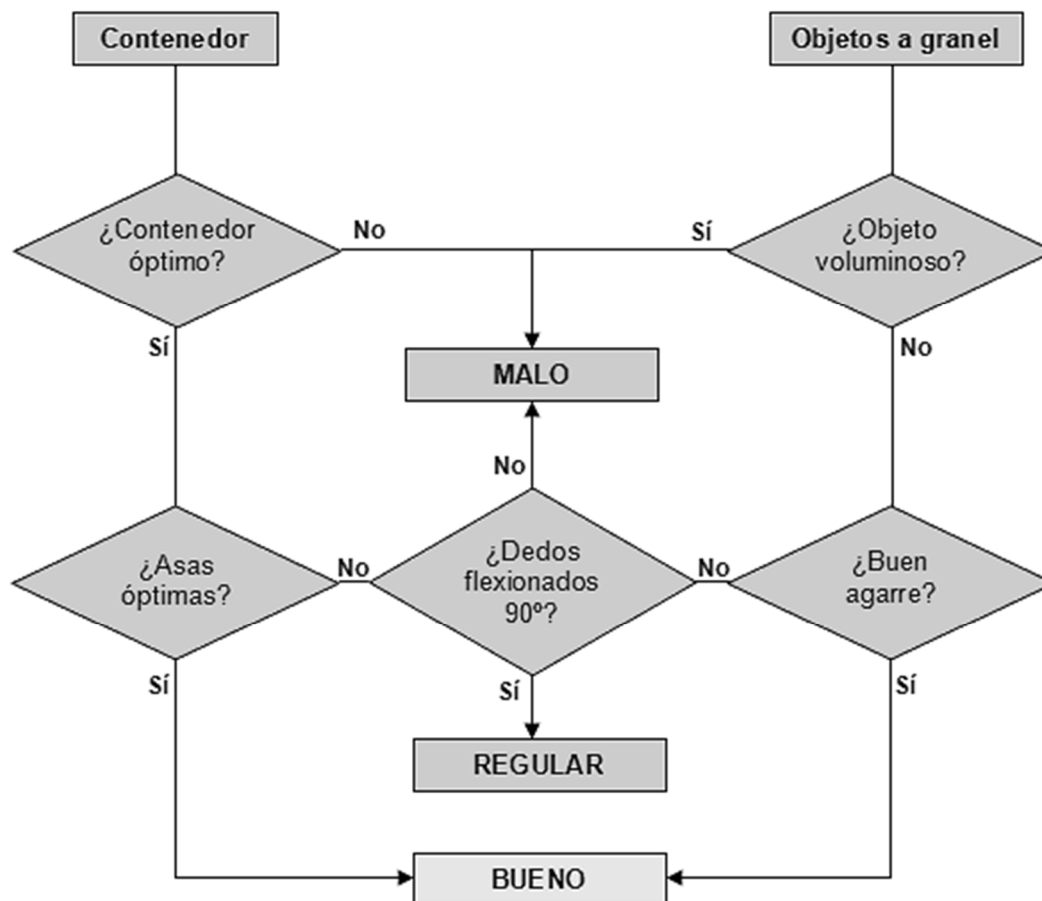 Contenedor
Objetos a granel
¿Contenedor
óptimo?
No
Sí
¿Objeto
voluminoso?
Sí
No
MALO
No
¿Asas
óptimas?
No
¿Dedos
flexionados
90º?
No
¿Buen
agarre?
Sí
Sí
Sí
REGULAR
BUENO